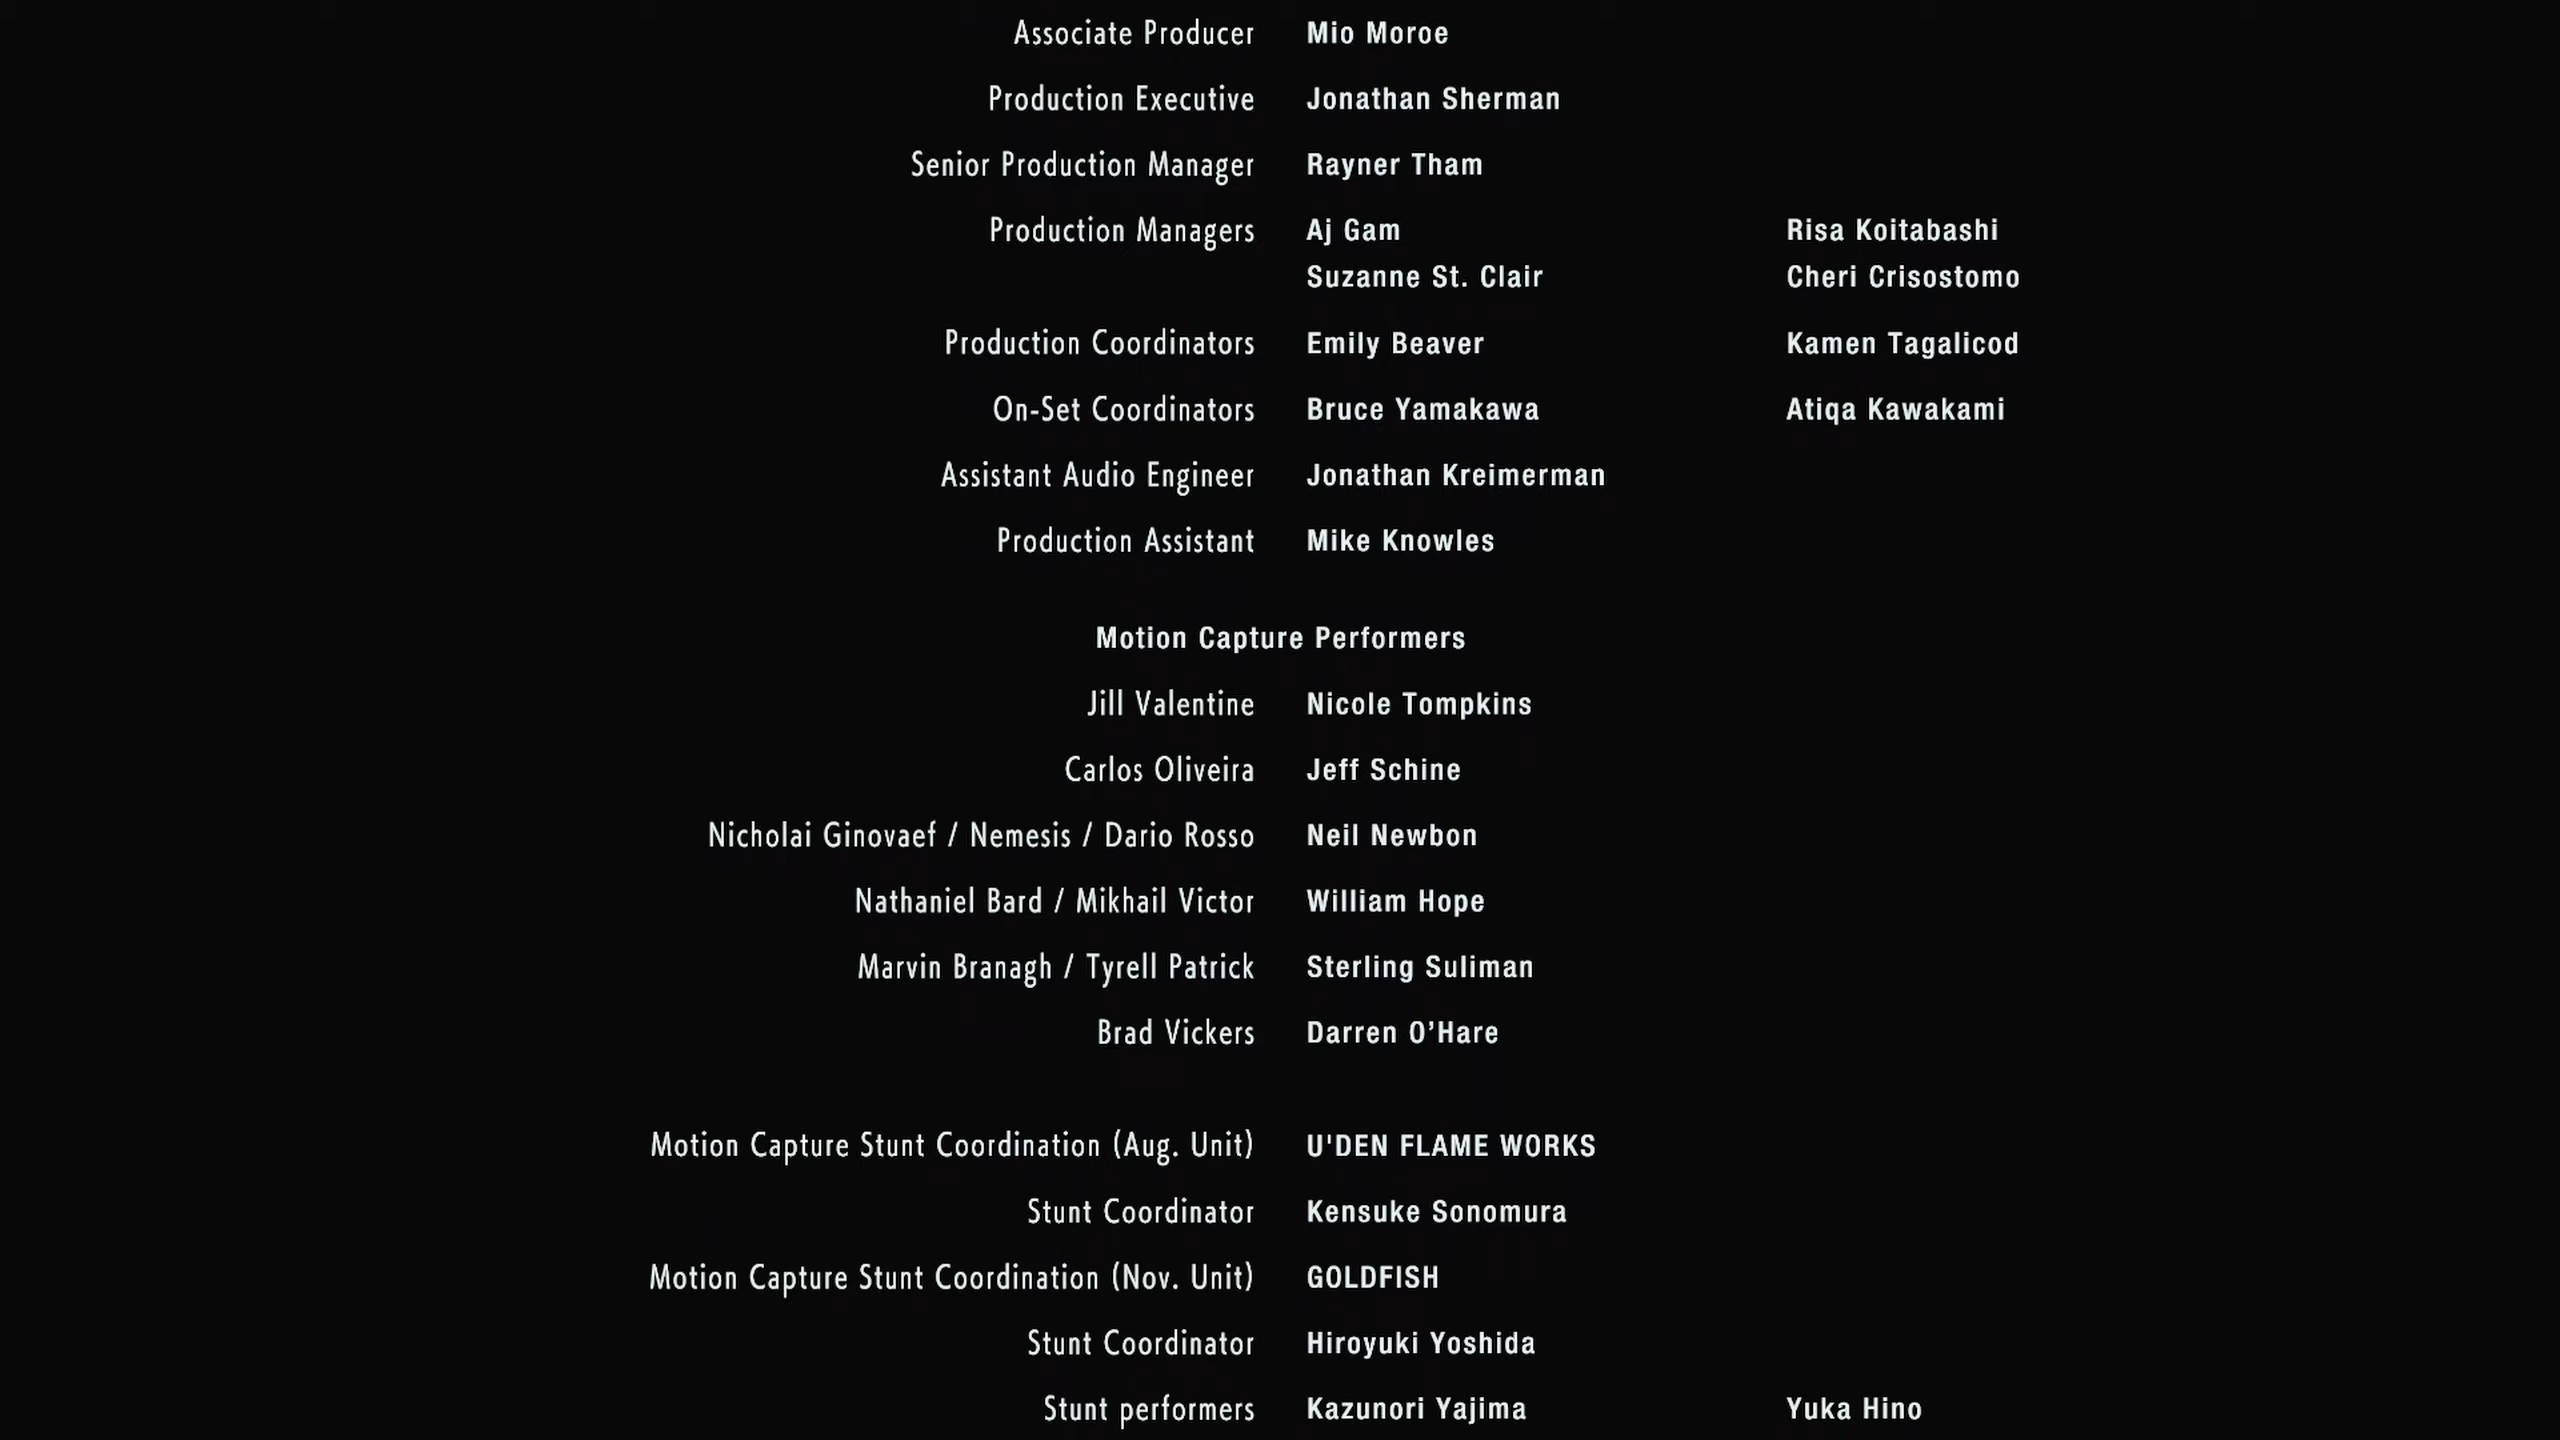 Associate Producer Mio Moroe
Production Executive Jonathan Sherman
Senior Production Manager Rayner Tham
Production Managers Aj Gam Risa Koitabashi
Suzanne St. Clair Cheri Crisostomo
Production Coordinators Emily Beaver Kamen Tagalicod
On-Set Coordinators Bruce Yamakawa Atiqa Kawakami
Assistant Audio Engineer Jonathan Kreimerman
Production Assistant Mike Knowles
Motion Capture Performers
Jill Valentine Nicole Tompkins
Carlos Oliveira Jeff Schine
Nicholai Ginovaef / Nemesis / Dario Rosso Neil Newbon
Nathaniel Bard / Mikhail Victor William Hope
Marvin Branagh / Tyrell Patrick Sterling Suliman
Brad Vickers Darren O’Hare
Motion Capture Stunt Coordination (Aug. Unit) U'DEN FLAME WORKS
Stunt Coordinator Kensuke Sonomura
Motion Capture Stunt Coordination (Nov. Unit) GOLDFISH
Stunt Coordinator Hiroyuki Yoshida
Stunt performers Kazunori Yajima Yuka Hino